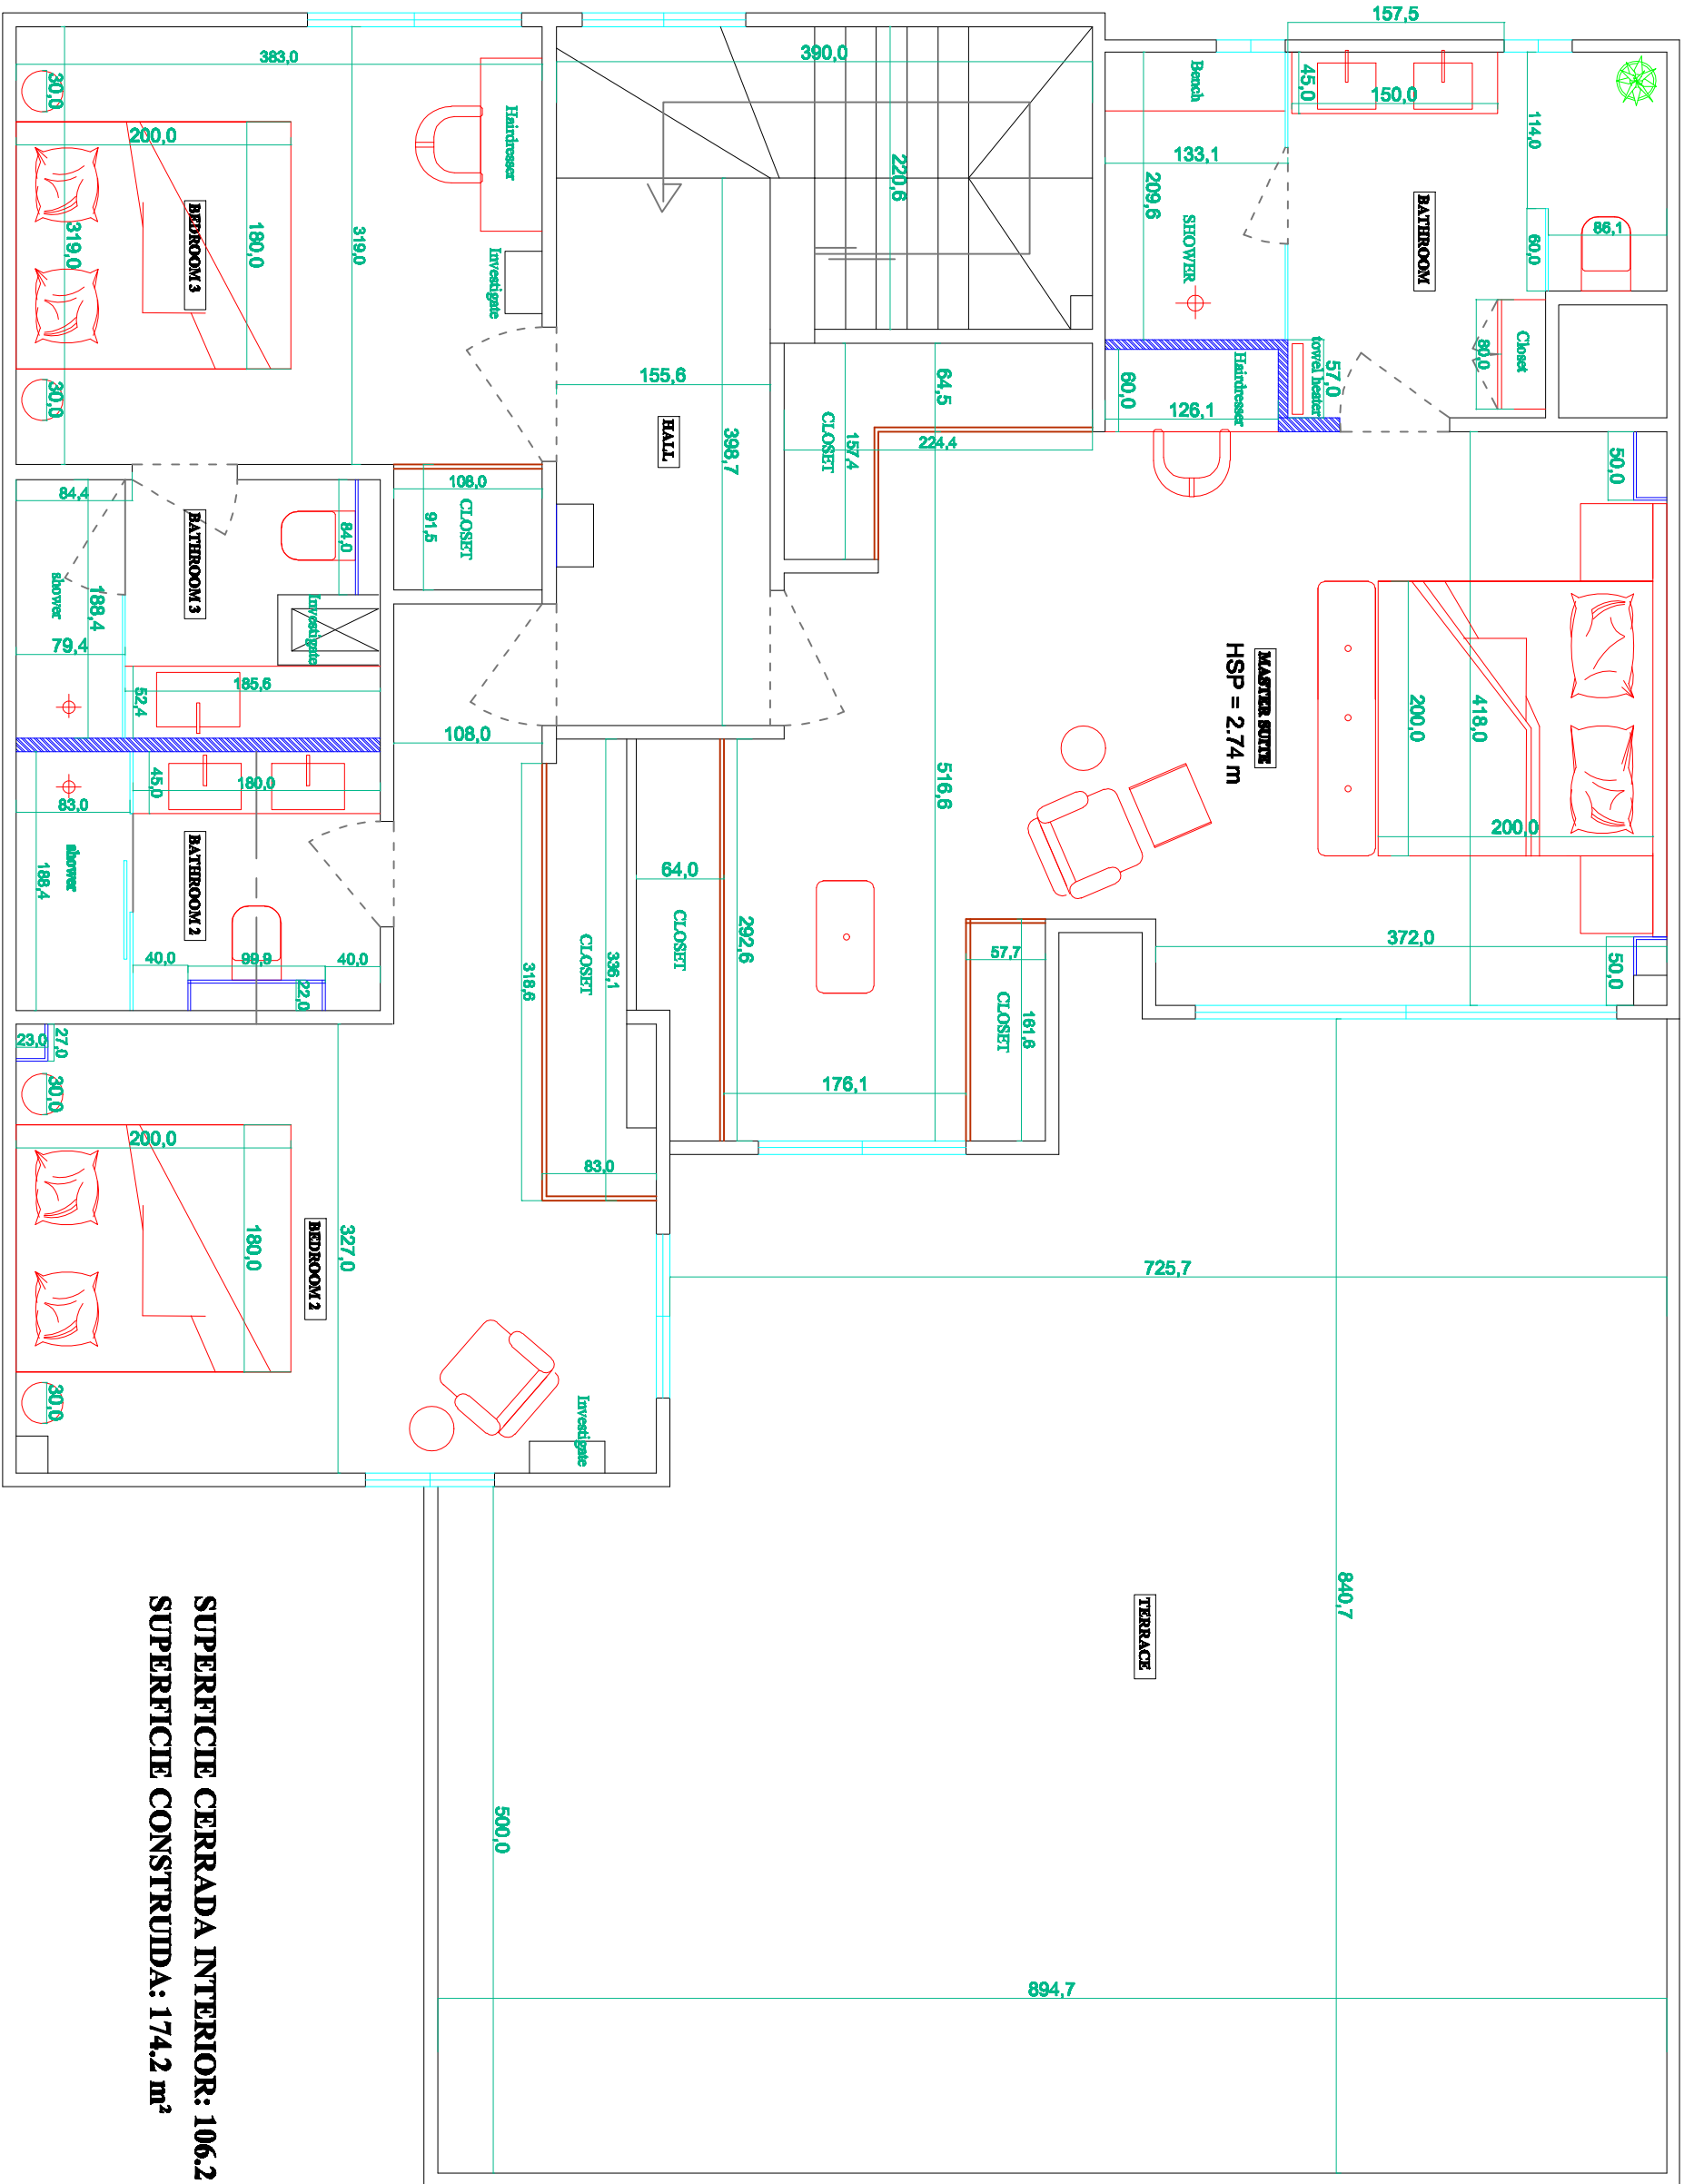 157,5
390,0
383,0
Bench
45,0
150,0
114,0
30,0
200,0
Hairdresser
220,6
133,1
209,6
BATHROOM
86,1
60,0
SHOWER
BEDROOM 3
180,0
319,0
319,0
Investigate
Closet
80,0
towel heater
57,0
Hairdresser
60,0
126,1
30,0
155,6
64,5
HALL
398,7
CLOSET
157,4
224,4
50,0
84,4
108,0
CLOSET
91,5
BATHROOM 3
84,0
188,4
shower
79,4
Investigate
185,6
52,4
MASTER SUITE
HSP = 2.74 m
200,0
418,0
200,0
108,0
516,6
45,0
180,0
83,0
BATHROOM 2
shower
188,4
64,0
CLOSET
292,6
CLOSET
336,1
318,6
57,7
372,0
50,0
40,0
99,9
40,0
22,0
CLOSET
161,6
23,0
27,0
30,0
176,1
200,0
83,0
180,0
BEDROOM 2
327,0
725,7
30,0
Investigate
840,7
TERRACE
500,0
894,7
SUPERFICIE CERRADA INTERIOR: 106.2
SUPERFICIE CONSTRUIDA: 174.2 m²